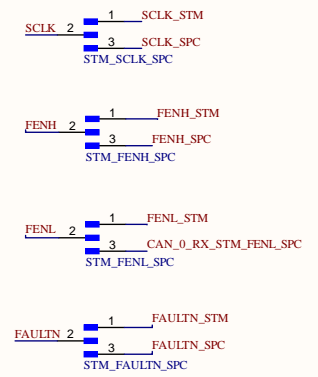 1 SCLK_STM
SCLK 2
3 SCLK_SPC
STM_SCLK_SPC
1 FENH_STM
FENH 2
3 FENH_SPC
STM_FENH_SPC
1 FENL_STM
FENL 2
3 CAN_0_RX_STM_FENL_SPC
STM_FENL_SPC
1 FAULTN_STM
FAULTN 2
3 FAULTN_SPC
STM_FAULTN_SPC